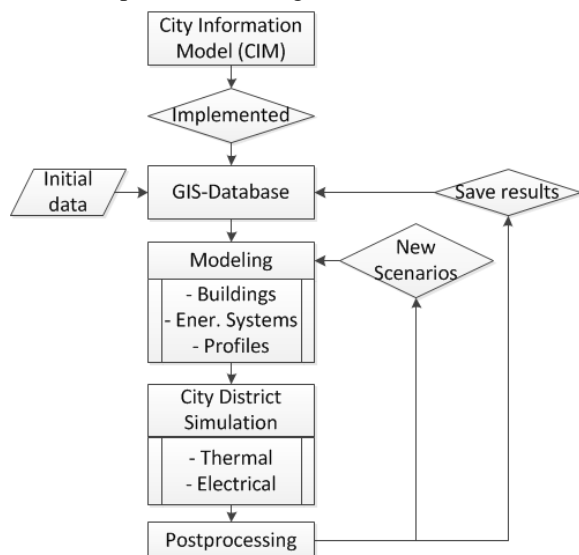 City Information
Model (CIM)
Implemented
Initial
data
GIS-Database
Save results
Modeling
New
Scenarios
- Buildings
- Ener. Systems
- Profiles
City District
Simulation
- Thermal
- Electrical
Postprocessing